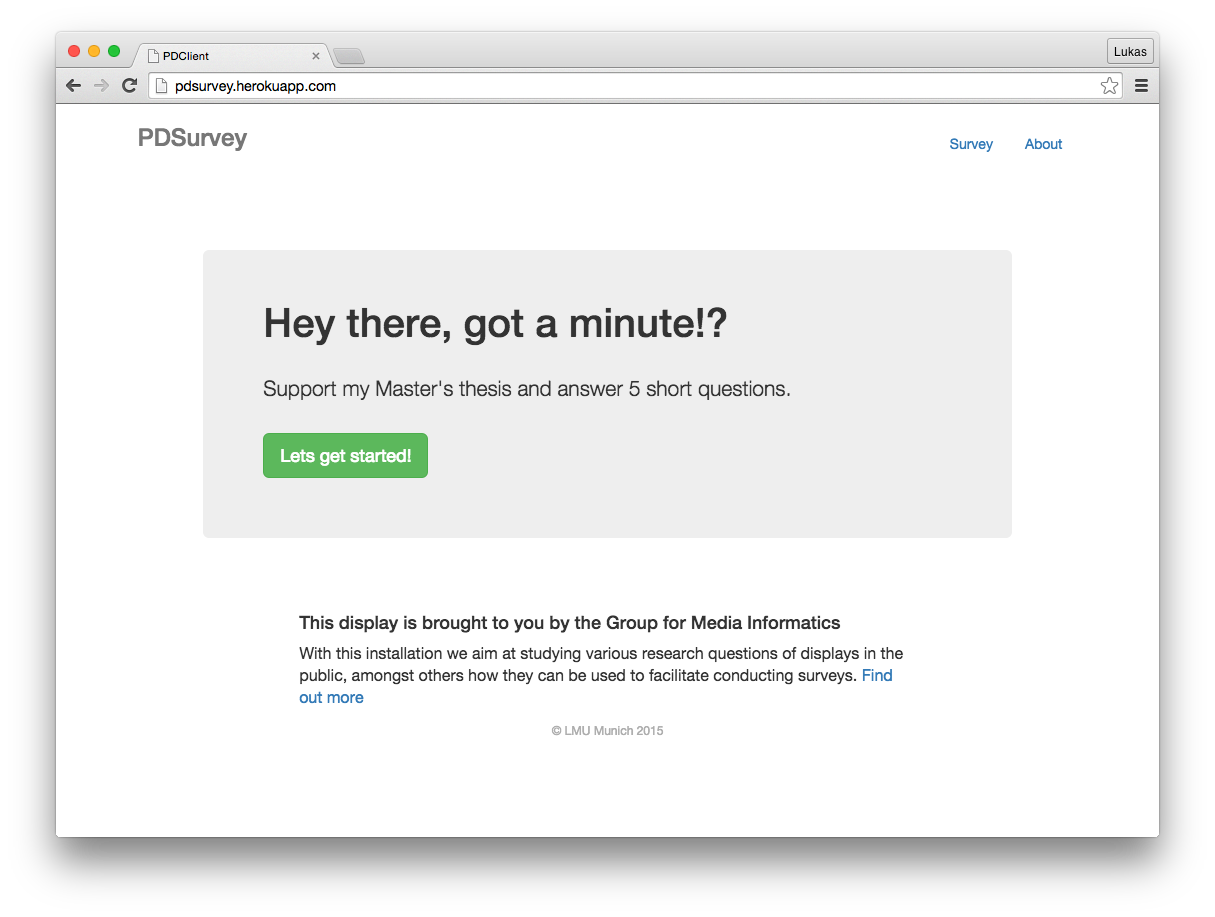 PDClient
Lukas
pdsurvey.herokuapp.com
PDSurvey
Survey About
Hey there, got a minute!?
Support my Master's thesis and answer 5 short questions.
Lets get started!
This display is brought to you by the Group for Media Informatics
With this installation we aim at studying various research questions of displays in the
public, amongst others how they can be used to facilitate conducting surveys. Find
out more
© LMU Munich 2015